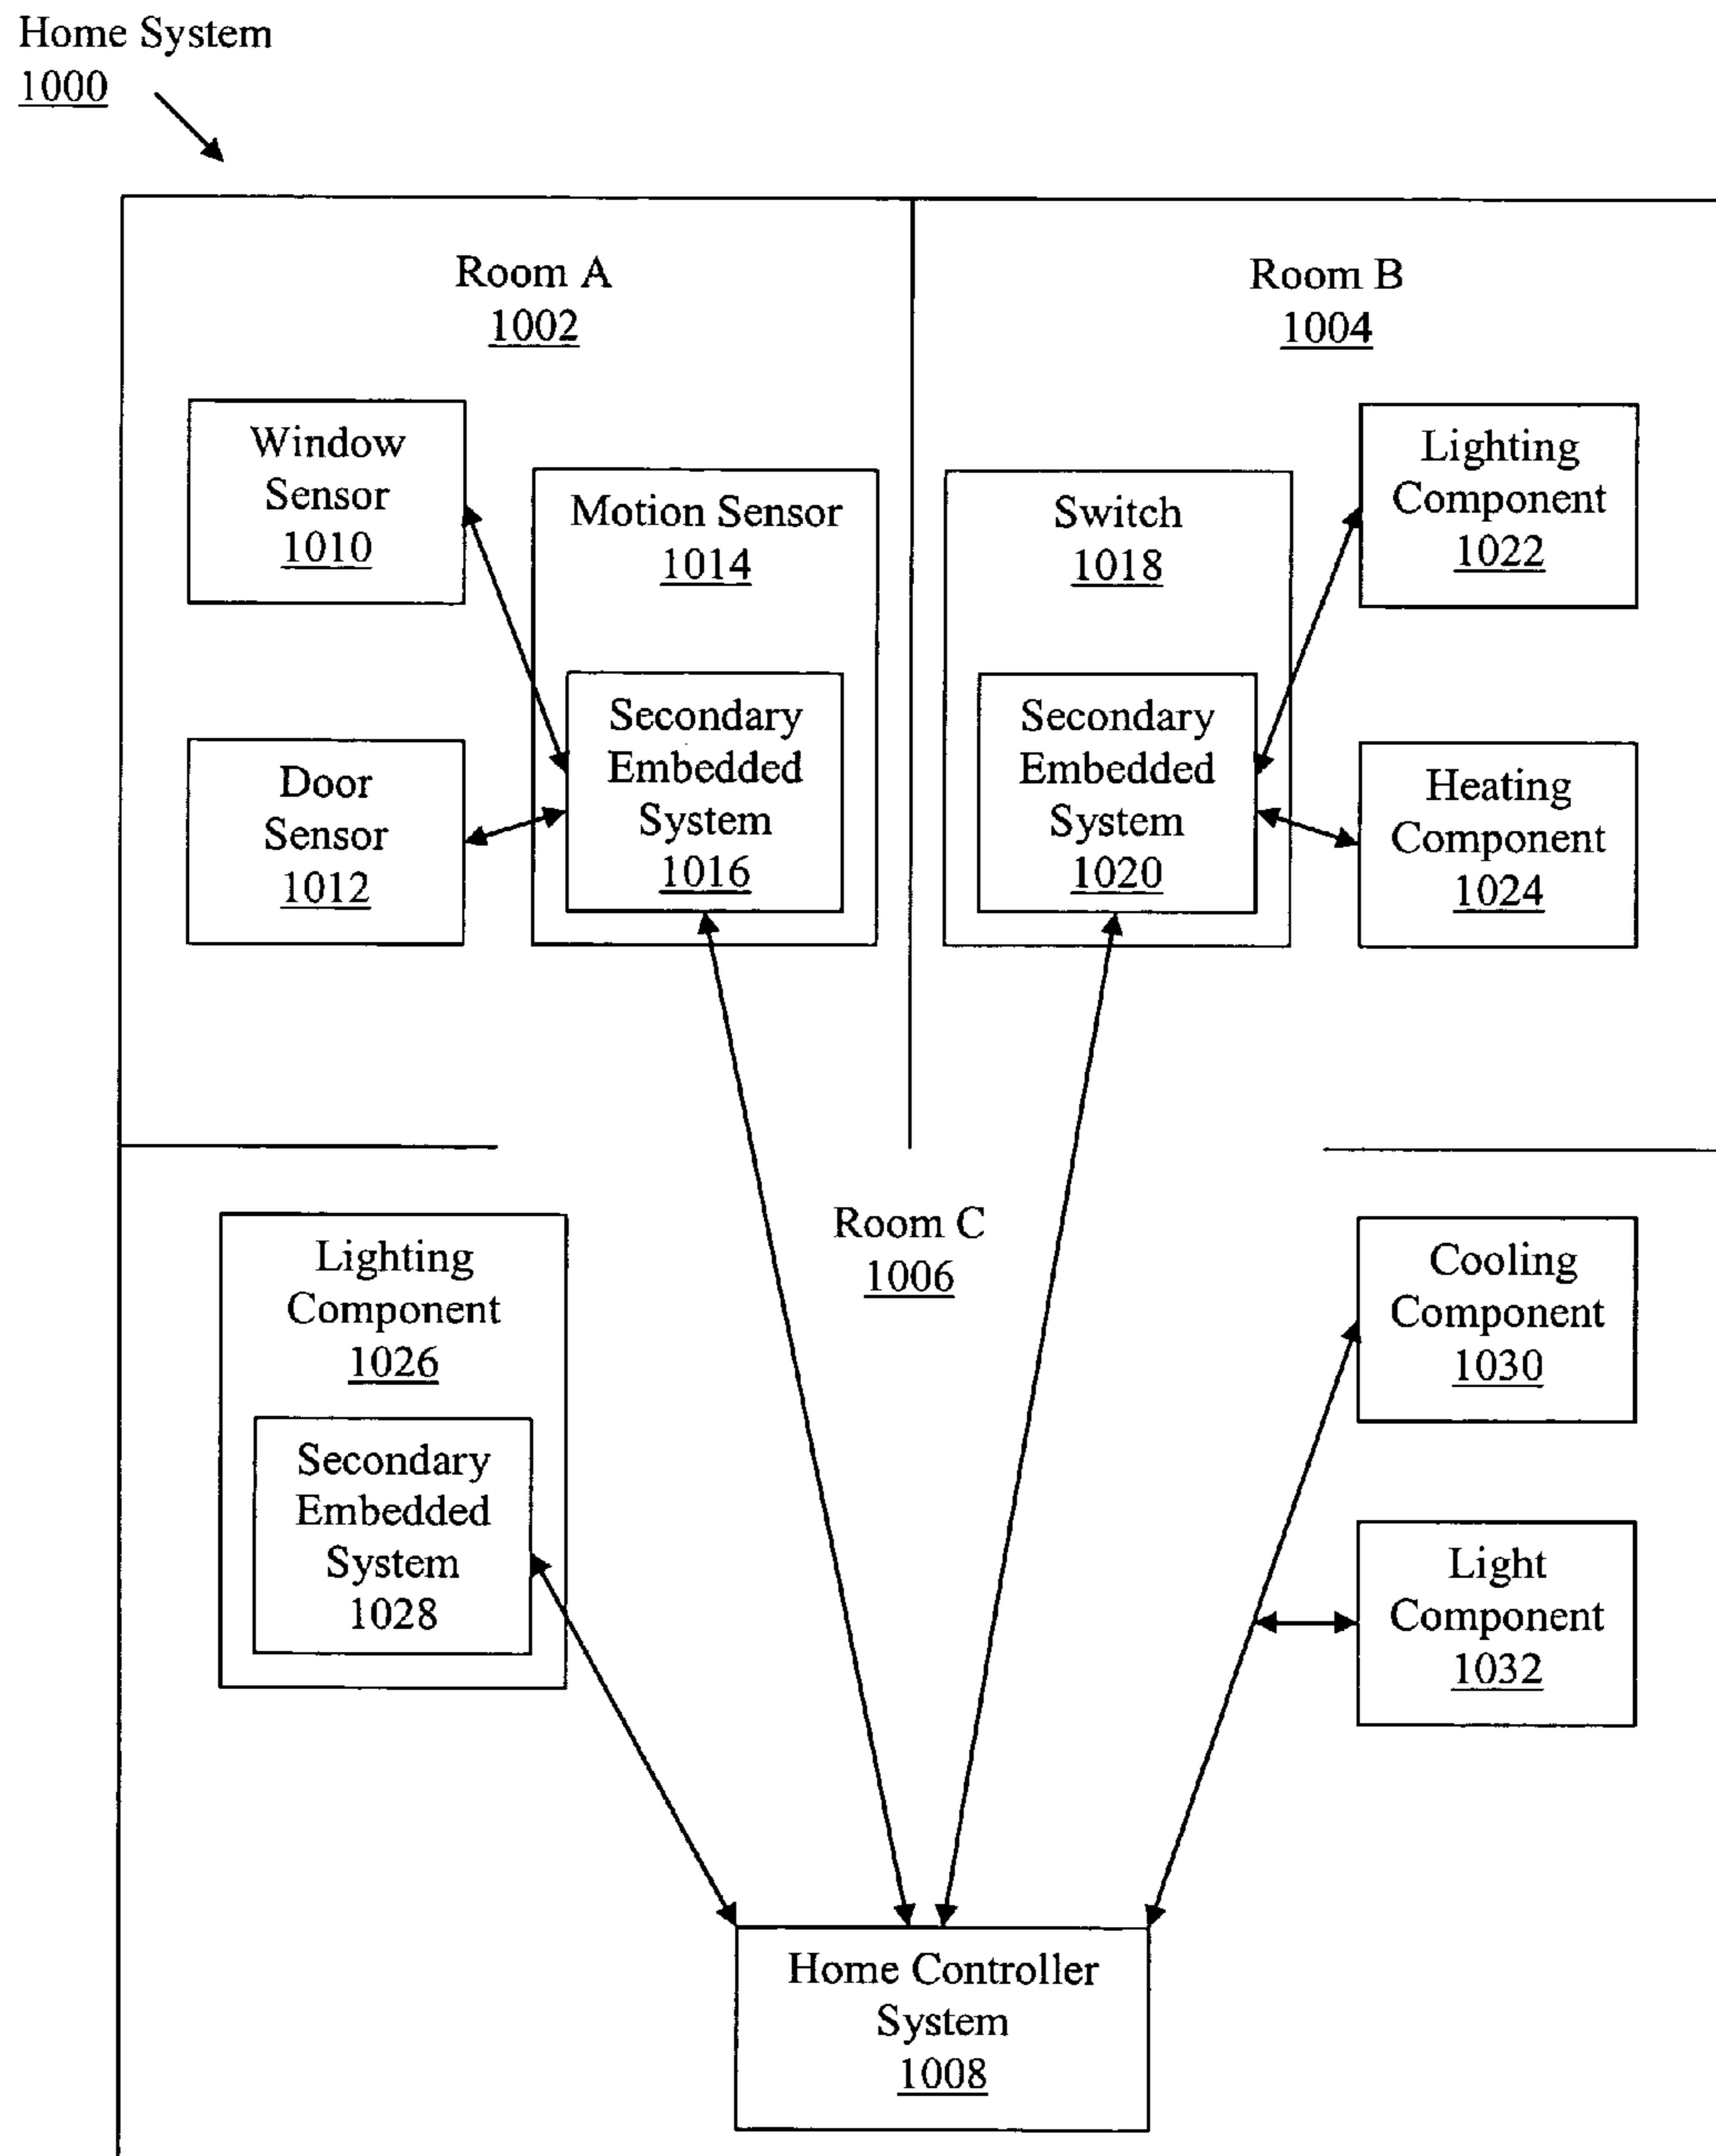 Home System
1000
Room A
1002
Room B
1004
Window
Sensor
1010
Motion Sensor
1014
Secondary
Embedded
System
1016
Door
Sensor
1012
Switch
1018
Secondary
Embedded
System
1020
Lighting
Component
1022
Heating
Component
1024
Room C
1006
Lighting
Component
1026
Secondary
Embedded
System
1028
Cooling
Component
1030
Light
Component
1032
Home Controller
System
1008